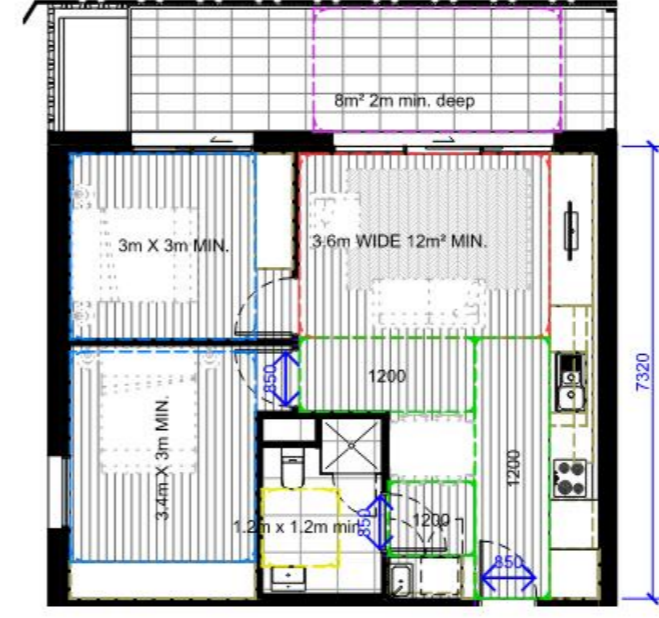 8m² 2m min. deep
3m X 3m MIN.
3.6m WIDE 12m² MIN.
7320
850
1200
3.4m X 3m MIN.
1200
1.2m x 1.2m min.
850
1200
850